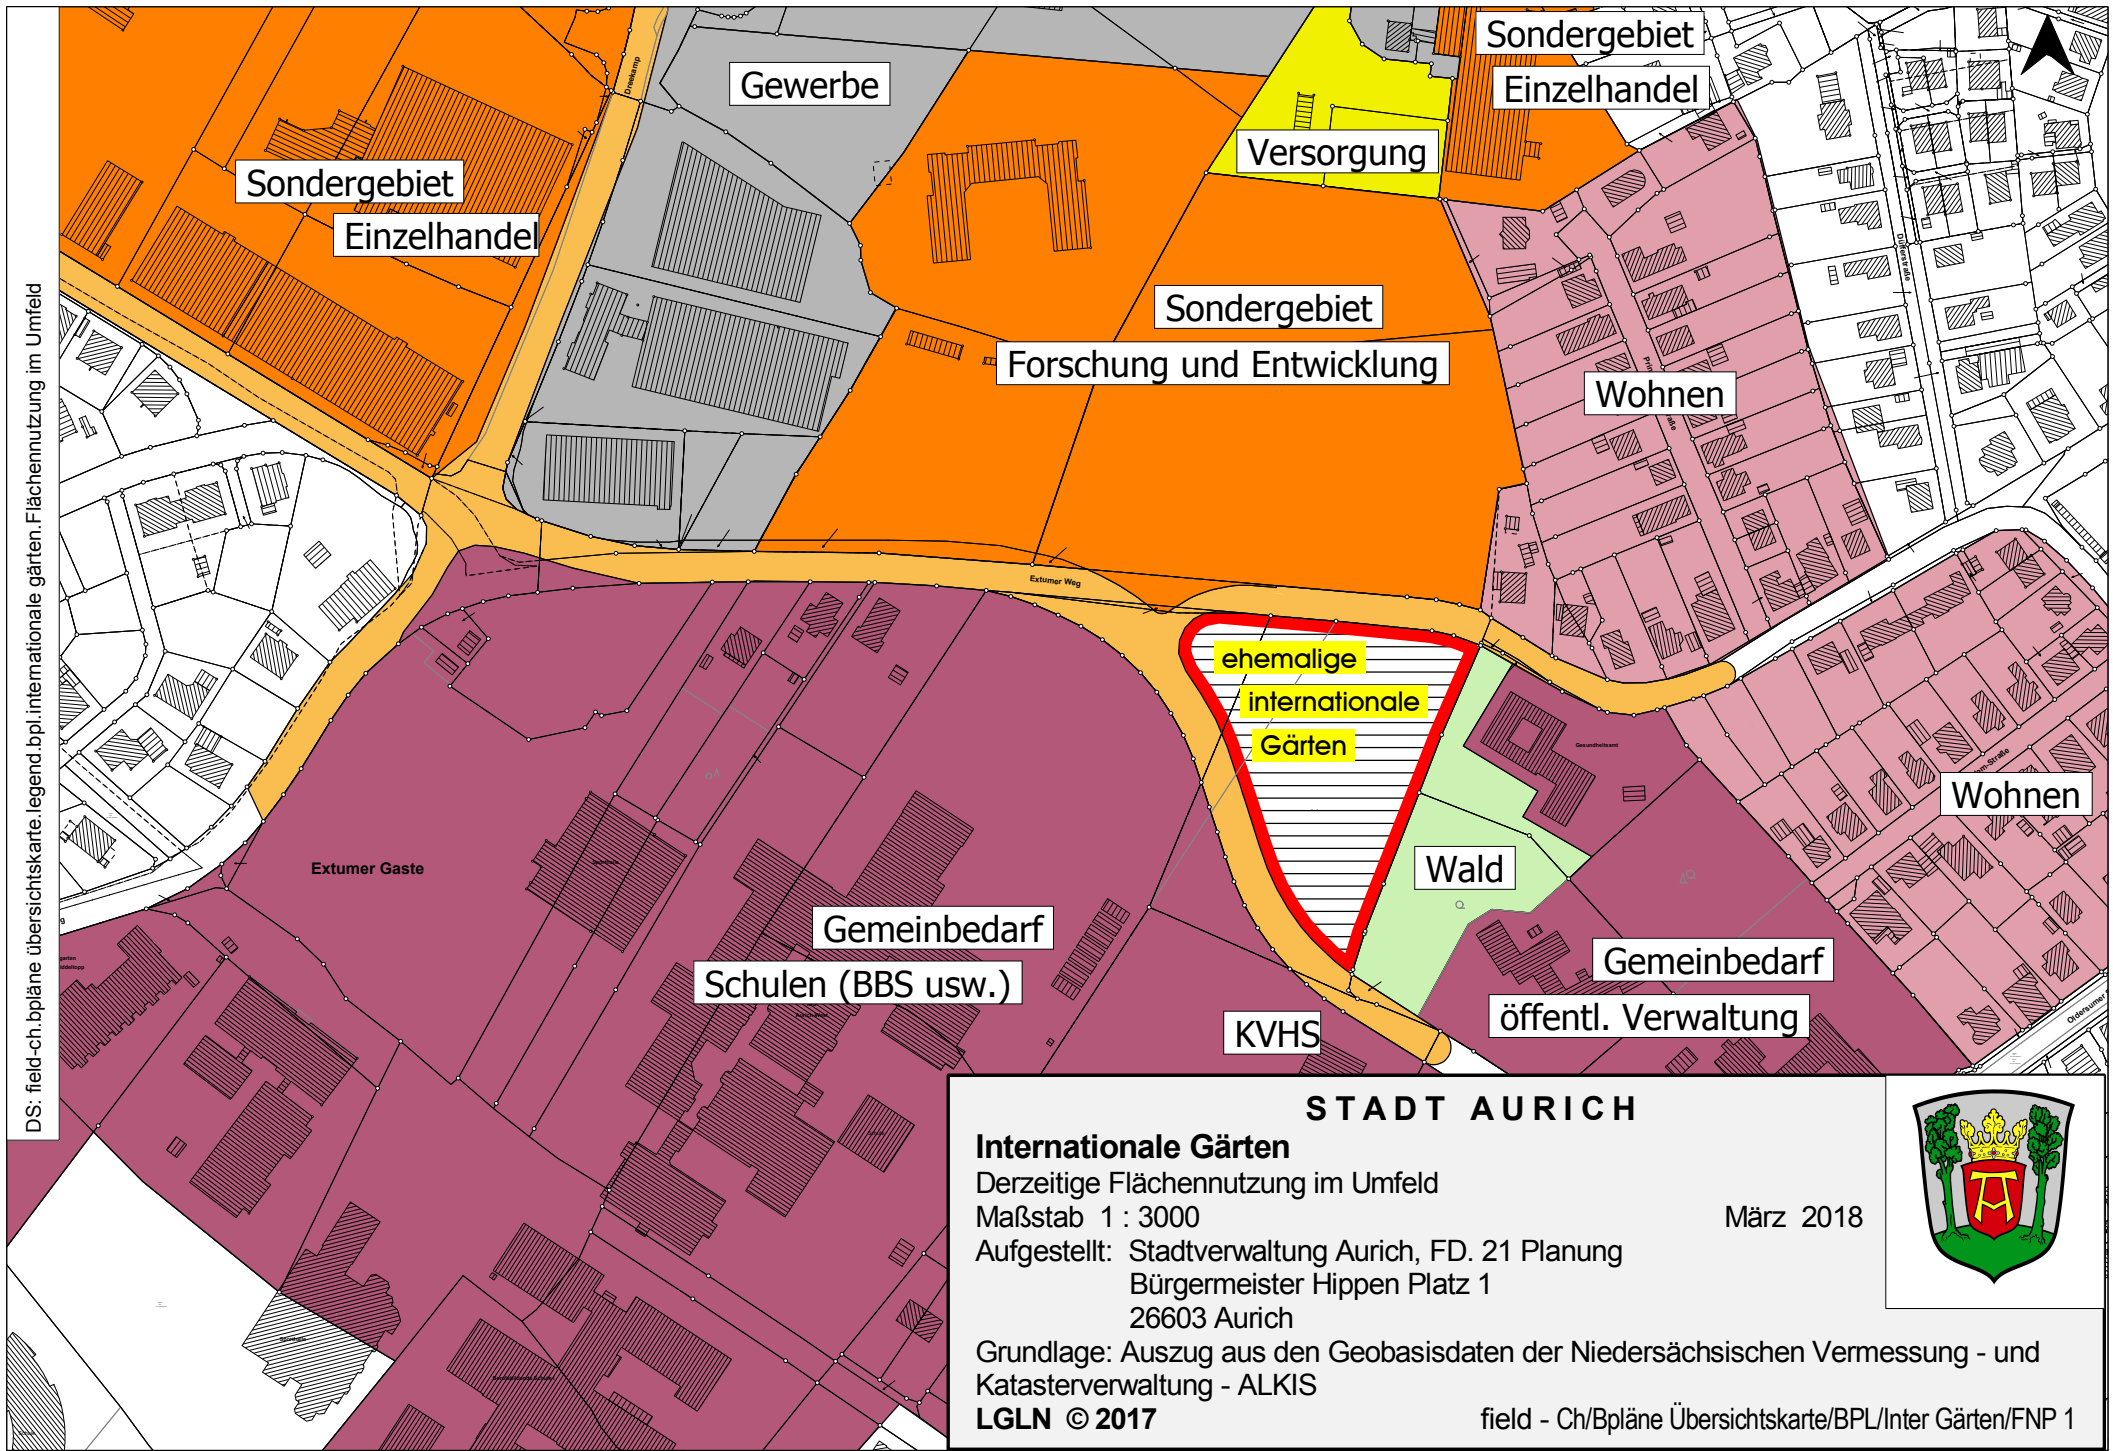 Sondergebiet
Einzelhandel
Gewerbe
Dreekamp
Versorgung
Sondergebiet
Einzelhandel
Sondergebiet
Forschung und Entwicklung
Wohnen
Dürerstraße
Extumer Weg
ehemalige
internationale
Gärten
Gesundheitsamt
Wohnen
Wald
Extumer Gaste
Gemeinbedarf
Schulen (BBS usw.)
KVHS
Gemeinbedarf
öffentl. Verwaltung
Oldersumer
DS: field-ch.bpläne übersichtskarte.legend.bpl.internationale gärten.Flächennutzung im Umfeld
STADT AURICH
Internationale Gärten
Derzeitige Flächennutzung im Umfeld
Maßstab 1 : 3000
März 2018
Aufgestellt: Stadtverwaltung Aurich, FD. 21 Planung
Bürgermeister Hippen Platz 1
26603 Aurich
Grundlage: Auszug aus den Geobasisdaten der Niedersächsischen Vermessung - und
Katasterverwaltung - ALKIS
LGLN © 2017
field - Ch/Bpläne Übersichtskarte/BPL/Inter Gärten/FNP 1